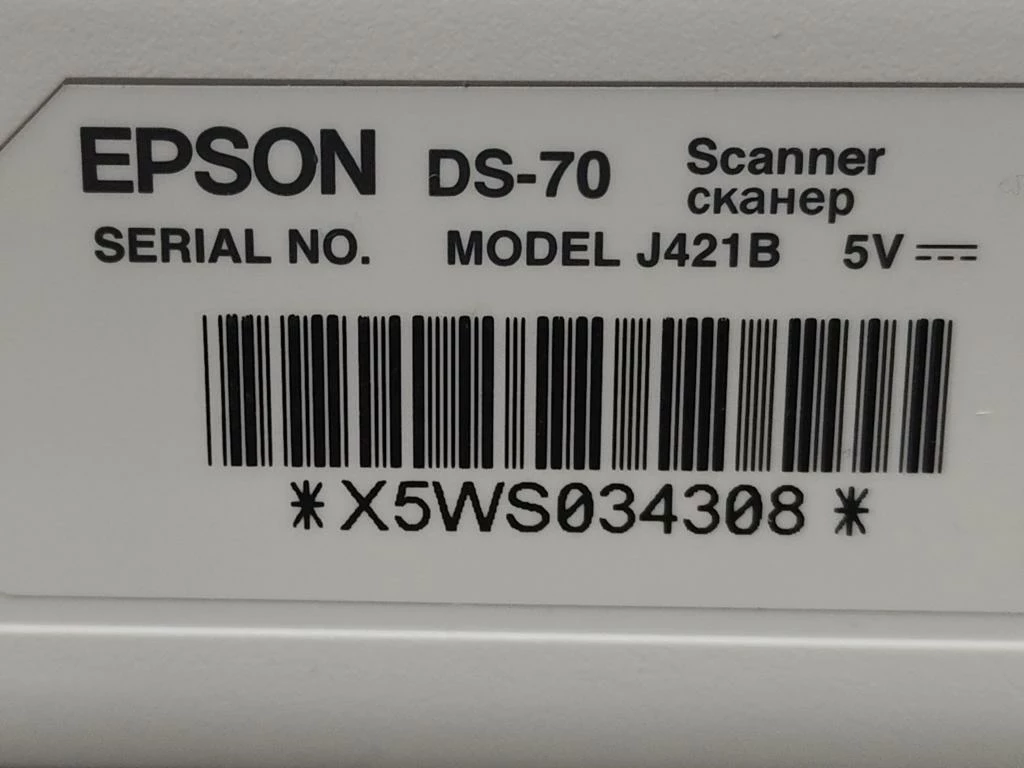 EPSON DS-70 Scanner
сканер
SERIAL NO. MODEL J421B 5V ⎓
*X5WS034308*